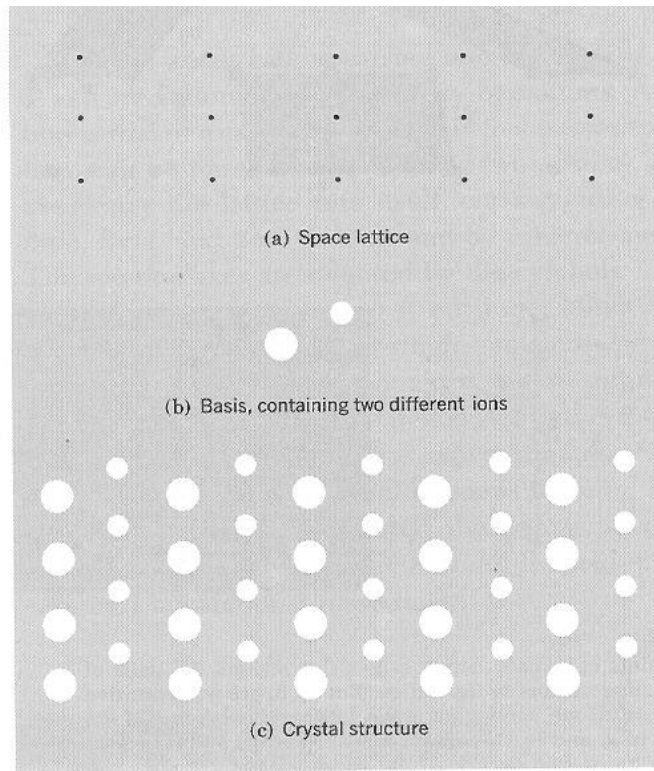 (a) Space lattice
(b) Basis, containing two different ions
(c) Crystal structure